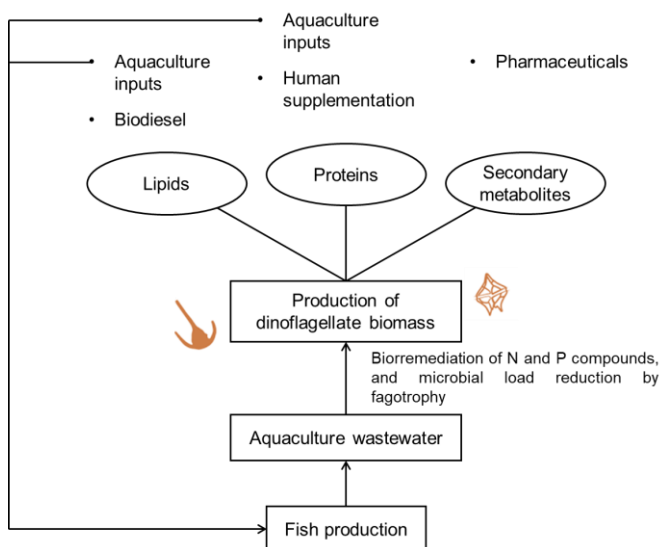 • Aquaculture
inputs
• Human
supplementation
• Aquaculture
inputs
• Biodiesel
• Pharmaceuticals
Lipids
Proteins
Secondary
metabolites
Production of
dinoflagellate biomass
Biorremediation of N and P compounds,
and microbial load reduction by
fagotrophy
Aquaculture wastewater
Fish production